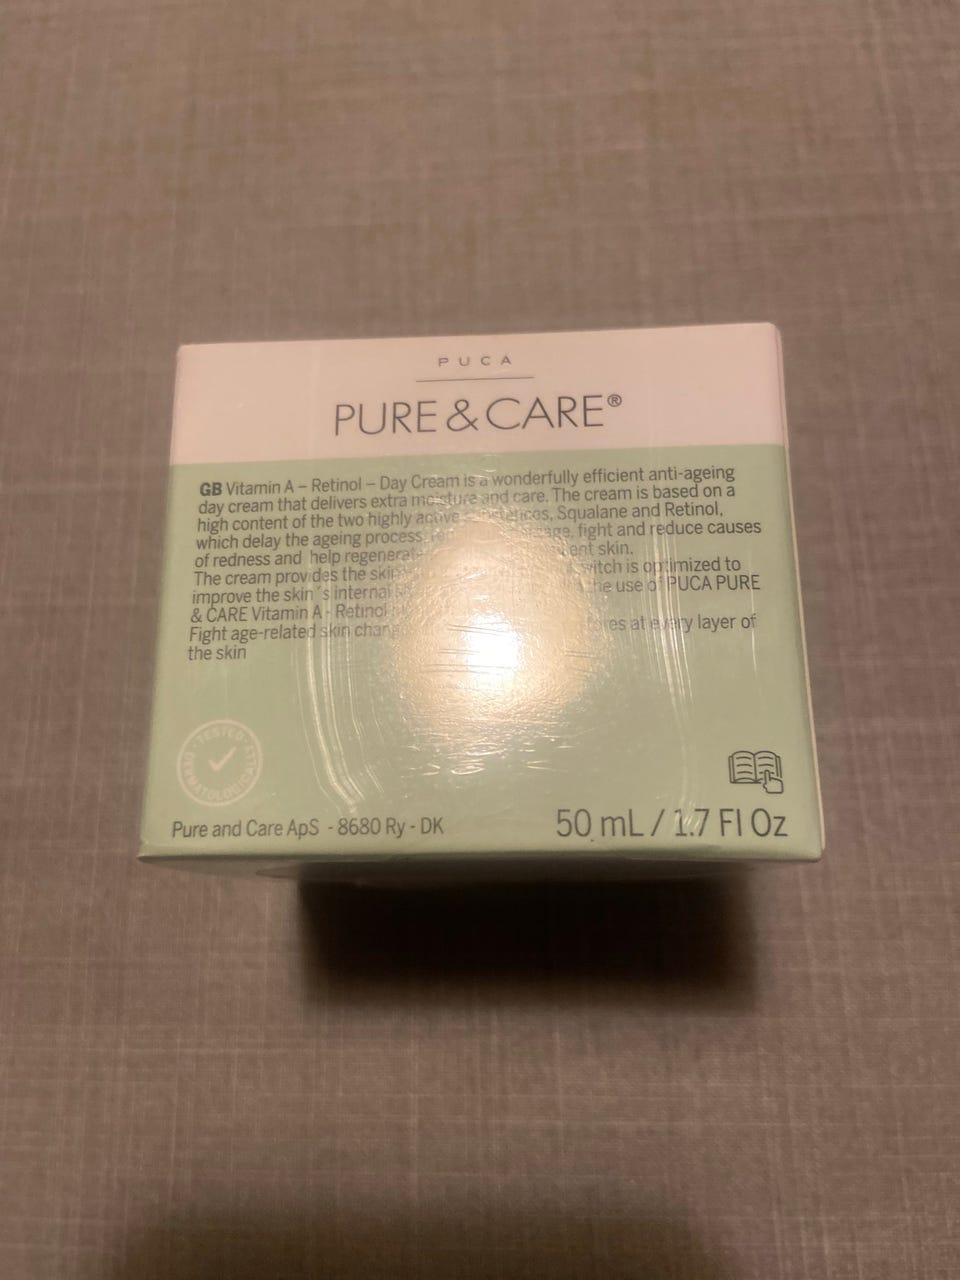 PUCA
PURE & CARE®
GB Vitamin A – Retinol – Day Cream is a wonderfully efficient anti-ageing
day cream that delivers extra moisture and care. The cream is based on a
high content of the two highly active Squalane and Retinol,
which delay the ageing process, fight and reduce causes
of redness and help skin.
The cream provides the skin witch is optimized to
improve the skin´s internal the use of PUCA PURE
& CARE Vitamin A - Retinol
Fight age-related skin at every layer of
the skin
DERMATOLOGICALLY · TESTED ·
Pure and Care ApS - 8680 Ry - DK
50 mL / 1.7 Fl Oz